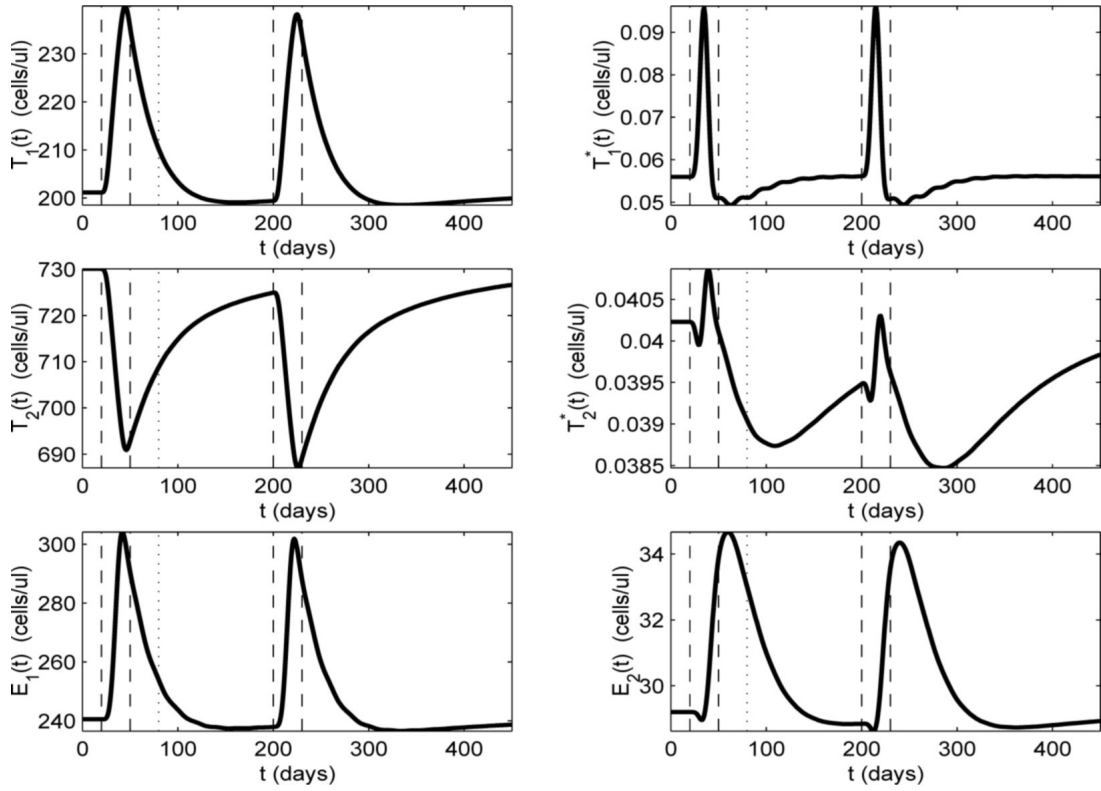 T₁(t) (cells/ul)
230
220
210
200
0 100 200 300 400
t (days)
T₁*(t) (cells/ul)
0.09
0.08
0.07
0.06
0.05
0 100 200 300 400
t (days)
T₂(t) (cells/ul)
730
720
710
700
690
0 100 200 300 400
t (days)
T₂*(t) (cells/ul)
0.0405
0.04
0.0395
0.039
0.0385
0 100 200 300 400
t (days)
E₁(t) (cells/ul)
300
280
260
240
0 100 200 300 400
t (days)
E₂(t) (cells/ul)
34
32
30
0 100 200 300 400
t (days)